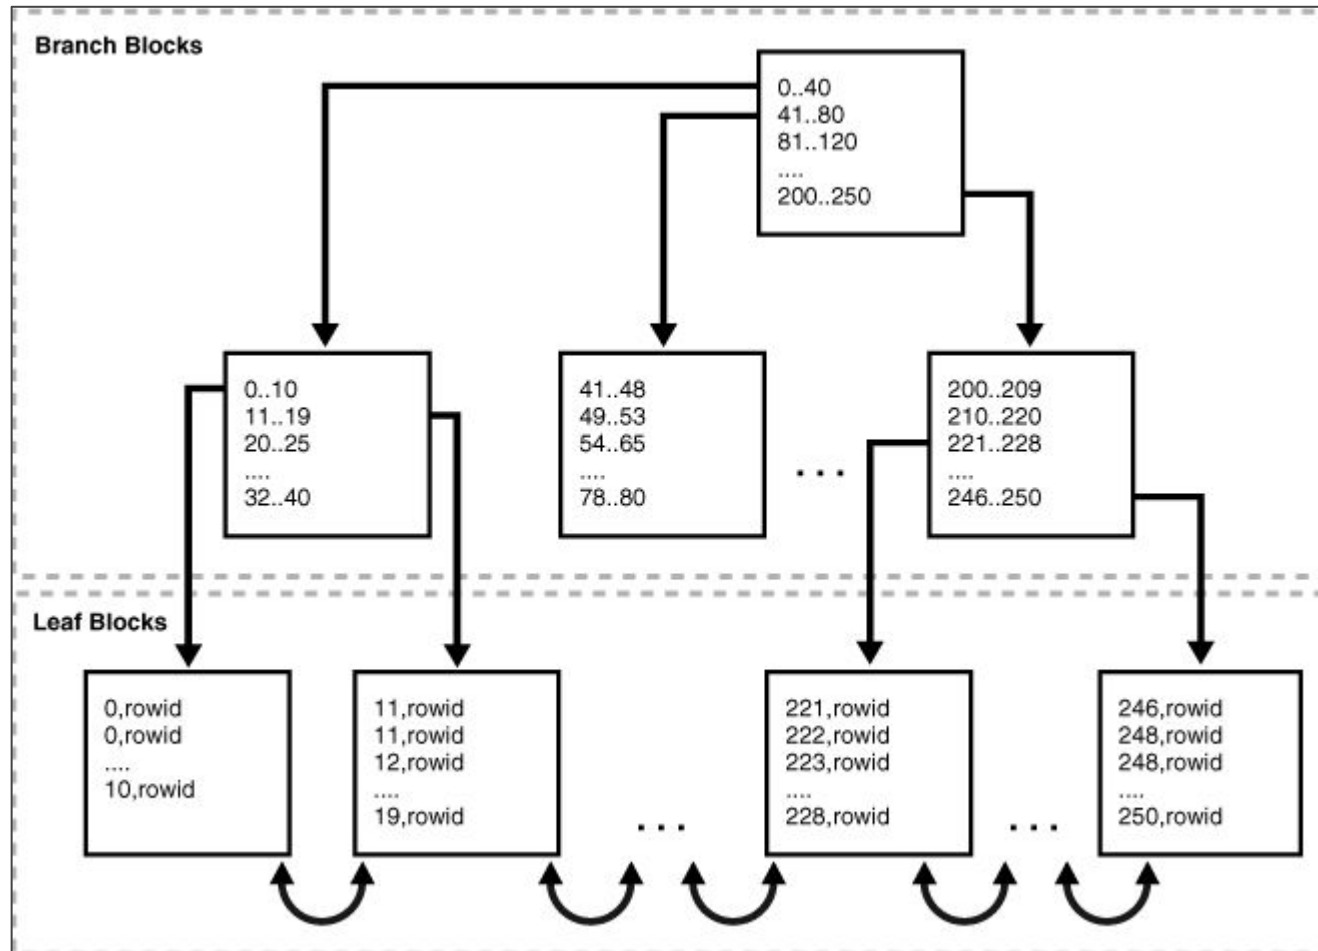 Branch Blocks
0..40
41..80
81..120
....
200..250
0..10
11..19
20..25
....
32..40
41..48
49..53
54..65
....
78..80
...
200..209
210..220
221..228
....
246..250
Leaf Blocks
0,rowid
0,rowid
....
10,rowid
11,rowid
11,rowid
12,rowid
....
19,rowid
...
221,rowid
222,rowid
223,rowid
....
228,rowid
...
246,rowid
248,rowid
248,rowid
....
250,rowid